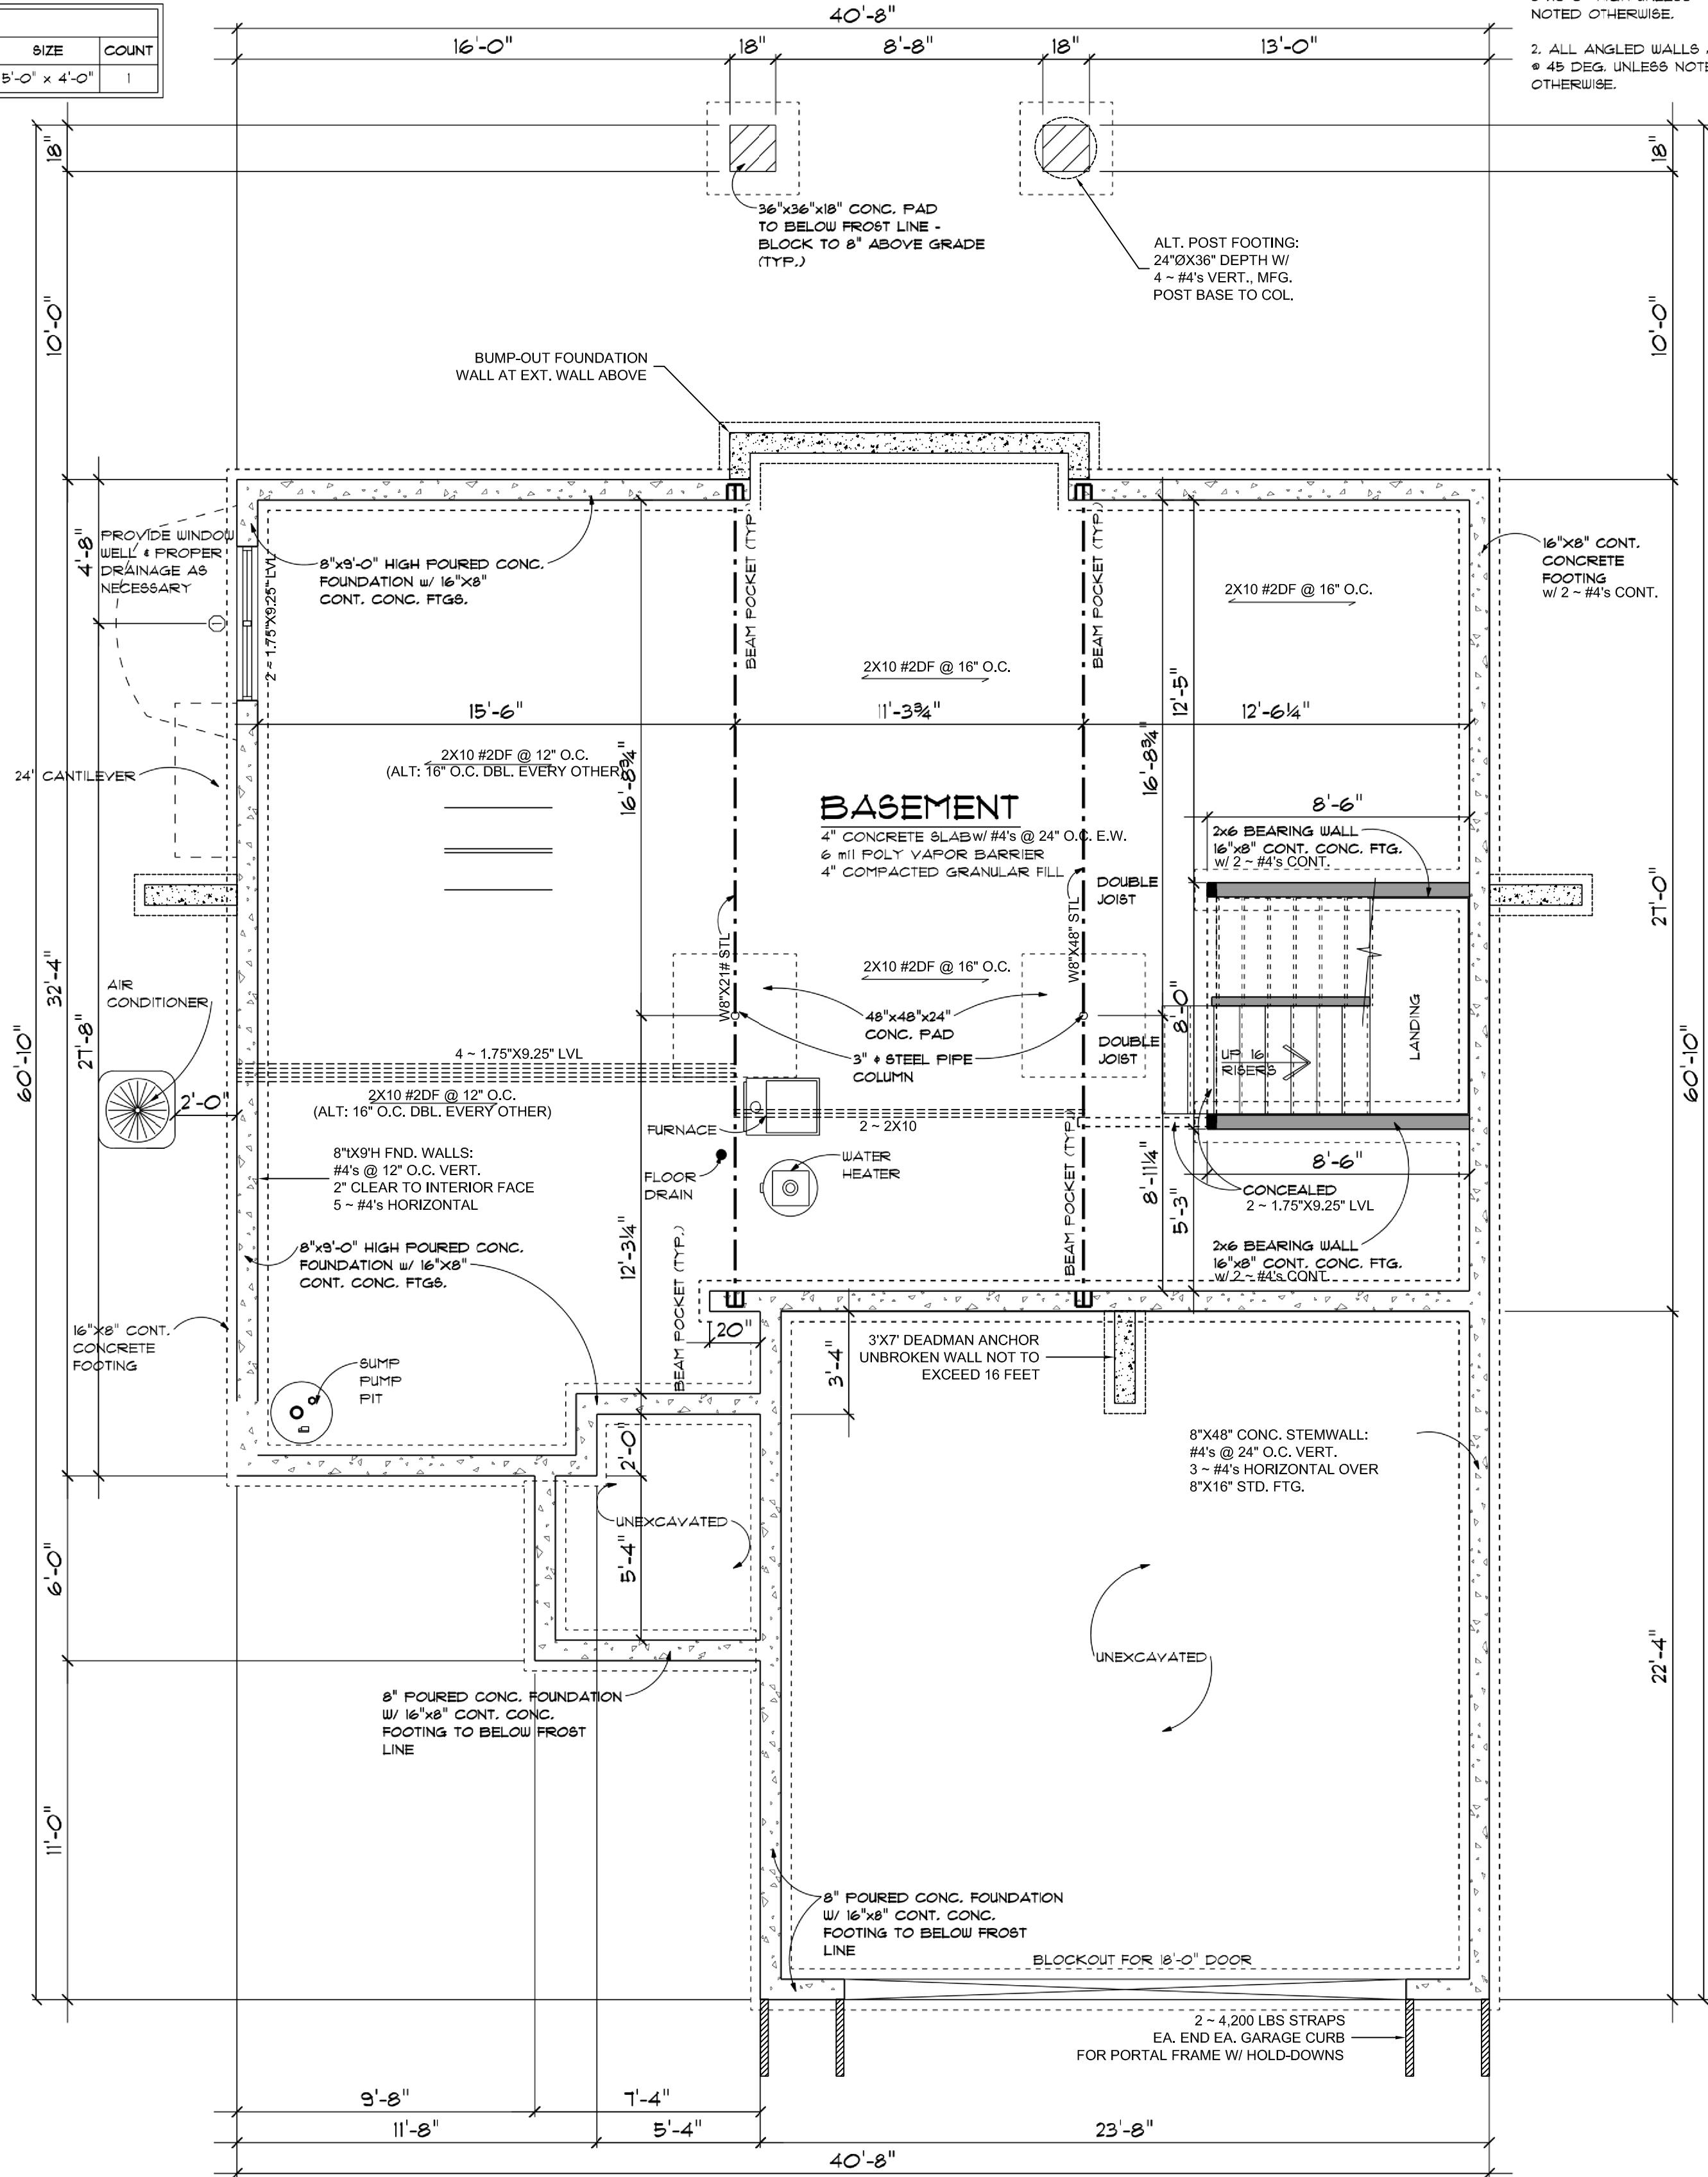 SIZE COUNT
5'-0" x 4'-0" 1
NOTED OTHERWISE.
2. ALL ANGLED WALLS
@ 45 DEG. UNLESS NOTE
OTHERWISE.
40'-8"
16'-0" 18" 8'-8" 18" 13'-0"
18"
18"
36"x36"x18" CONC. PAD
TO BELOW FROST LINE -
BLOCK TO 8" ABOVE GRADE
(TYP.)
ALT. POST FOOTING:
24"ØX36" DEPTH W/
4 ~ #4's VERT., MFG.
POST BASE TO COL.
10'-0"
10'-0"
BUMP-OUT FOUNDATION
WALL AT EXT. WALL ABOVE
4'-8"
PROVIDE WINDOW
WELL & PROPER
DRAINAGE AS
NECESSARY
1
2 ~ 1.75"X9.25" LVL
8"x9'-0" HIGH POURED CONC.
FOUNDATION w/ 16"X8"
CONT. CONC. FTGS.
BEAM POCKET (TYP.
BEAM POCKET (TYP.)
2X10 #2DF @ 16" O.C.
16"X8" CONT.
CONCRETE
FOOTING
w/ 2 ~ #4's CONT.
2X10 #2DF @ 16" O.C.
12'-5"
15'-6" 11'-3¾" 12'-6¼"
2X10 #2DF @ 12" O.C.
(ALT: 16" O.C. DBL. EVERY OTHER)
16'-8¾"
16'-8¾"
24" CANTILEVER
BASEMENT
4" CONCRETE SLAB w/ #4's @ 24" O.C. E.W.
6 mil POLY VAPOR BARRIER
4" COMPACTED GRANULAR FILL
8'-6"
2x6 BEARING WALL
16"x8" CONT. CONC. FTG.
w/ 2 ~ #4's CONT.
DOUBLE
JOIST
27'-0"
W8"X21# STL
W8"X48" STL
2X10 #2DF @ 16" O.C.
32'-4"
27'-8"
60'-10"
60'-10"
AIR
CONDITIONER
2'-0"
48"x48"x24"
CONC. PAD
3" ϕ STEEL PIPE
COLUMN
8'-0"
DOUBLE
JOIST
UP 16
RISERS
LANDING
4 ~ 1.75"X9.25" LVL
2X10 #2DF @ 12" O.C.
(ALT: 16" O.C. DBL. EVERY OTHER)
2 ~ 2X10
FURNACE
FLOOR
DRAIN
WATER
HEATER
8"tX9'H FND. WALLS:
#4's @ 12" O.C. VERT.
2" CLEAR TO INTERIOR FACE
5 ~ #4's HORIZONTAL
8'-6"
8'-11¼"
5'-3"
CONCEALED
2 ~ 1.75"X9.25" LVL
BEAM POCKET (TYP.
8"x9'-0" HIGH POURED CONC.
FOUNDATION w/ 16"X8"
CONT. CONC. FTGS.
12'-3¼"
BEAM POCKET (TYP.)
2x6 BEARING WALL
16"x8" CONT. CONC. FTG.
w/ 2 ~ #4's CONT.
16"X8" CONT.
CONCRETE
FOOTING
20"
3'-4"
3'X7' DEADMAN ANCHOR
UNBROKEN WALL NOT TO
EXCEED 16 FEET
SUMP
PUMP
PIT
2'-0"
8"X48" CONC. STEMWALL:
#4's @ 24" O.C. VERT.
3 ~ #4's HORIZONTAL OVER
8"X16" STD. FTG.
UNEXCAVATED
5'-4"
6'-0"
UNEXCAVATED
22'-4"
8" POURED CONC. FOUNDATION
W/ 16"x8" CONT. CONC.
FOOTING TO BELOW FROST
LINE
11'-0"
8" POURED CONC. FOUNDATION
W/ 16"x8" CONT. CONC.
FOOTING TO BELOW FROST
LINE
BLOCKOUT FOR 18'-0" DOOR
2 ~ 4,200 LBS STRAPS
EA. END EA. GARAGE CURB
FOR PORTAL FRAME W/ HOLD-DOWNS
9'-8" 7'-4"
11'-8" 5'-4" 23'-8"
40'-8"